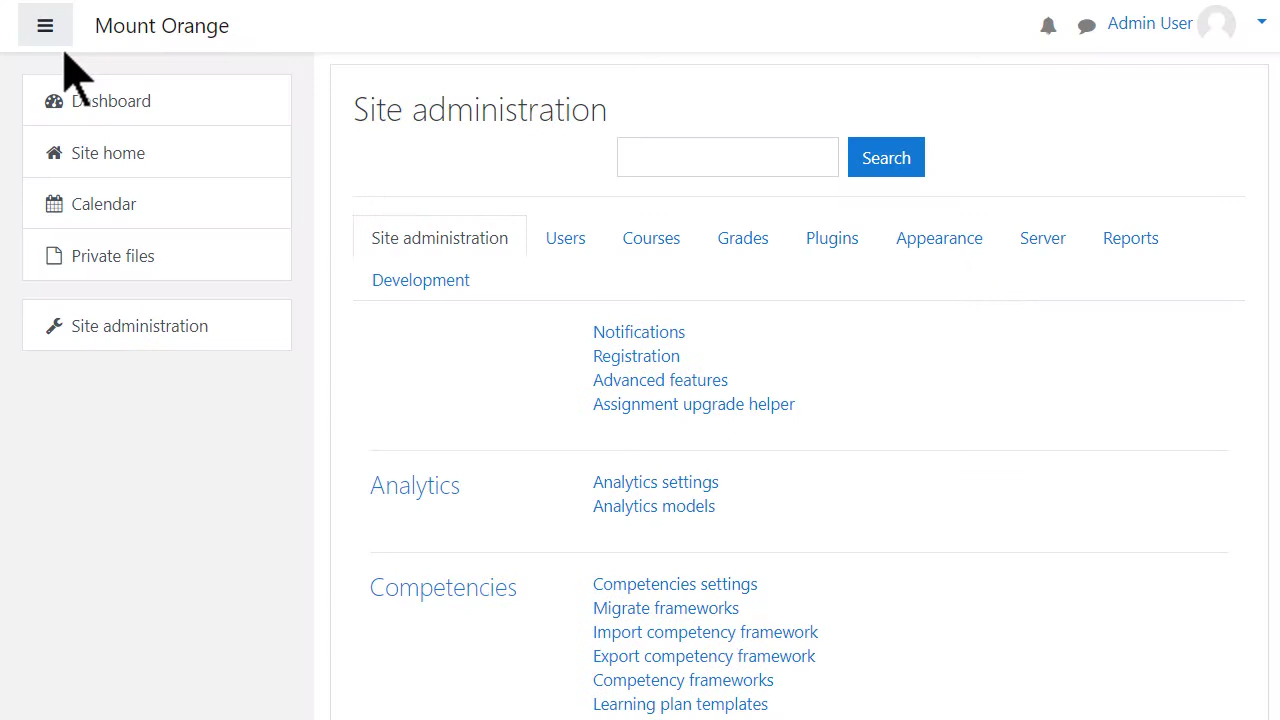 Mount Orange
Admin User
Dashboard
Site home
Calendar
Private files
Site administration
Site administration
Search
Site administration Users Courses Grades Plugins Appearance Server Reports
Development
Notifications
Registration
Advanced features
Assignment upgrade helper
Analytics
Analytics settings
Analytics models
Competencies
Competencies settings
Migrate frameworks
Import competency framework
Export competency framework
Competency frameworks
Learning plan templates